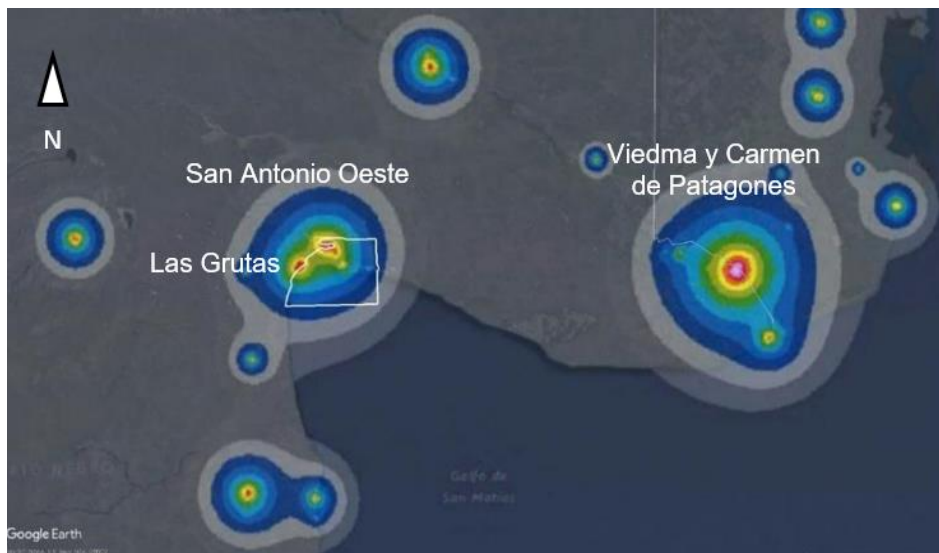 N
San Antonio Oeste
Viedma y Carmen
de Patagones
Las Grutas
Golfo de
San Matías
Google Earth